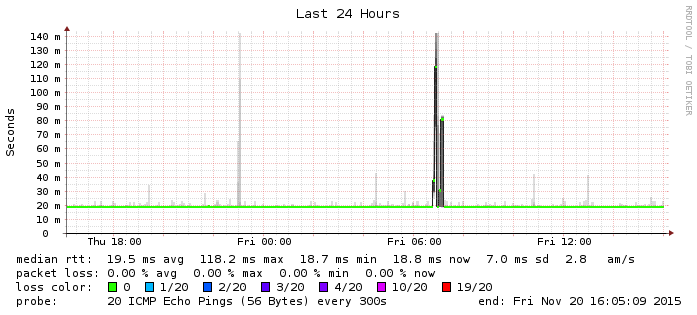 Last 24 Hours
RRDTOOL / TOBI OETIKER
Seconds
140 m
130 m
120 m
110 m
100 m
90 m
80 m
70 m
60 m
50 m
40 m
30 m
20 m
10 m
0
Thu 18:00 Fri 00:00 Fri 06:00 Fri 12:00
median rtt: 19.5 ms avg 118.2 ms max 18.7 ms min 18.8 ms now 7.0 ms sd 2.8 am/s
packet loss: 0.00 % avg 0.00 % max 0.00 % min 0.00 % now
loss color: 0 1/20 2/20 3/20 4/20 10/20 19/20
probe: 20 ICMP Echo Pings (56 Bytes) every 300s end: Fri Nov 20 16:05:09 2015